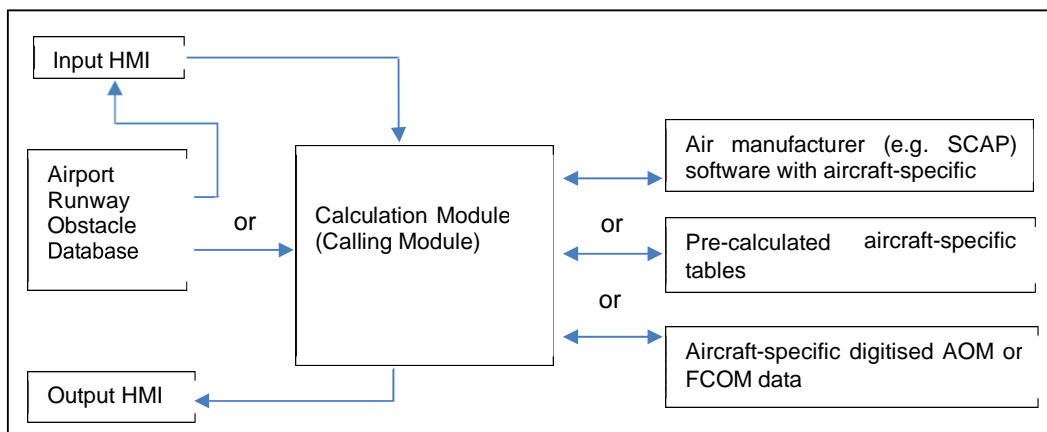 Input HMI
Airport
Runway
Obstacle
Database
or
Calculation Module
(Calling Module)
Output HMI
Air manufacturer (e.g. SCAP)
software with aircraft-specific
or
Pre-calculated aircraft-specific
tables
or
Aircraft-specific digitised AOM or
FCOM data